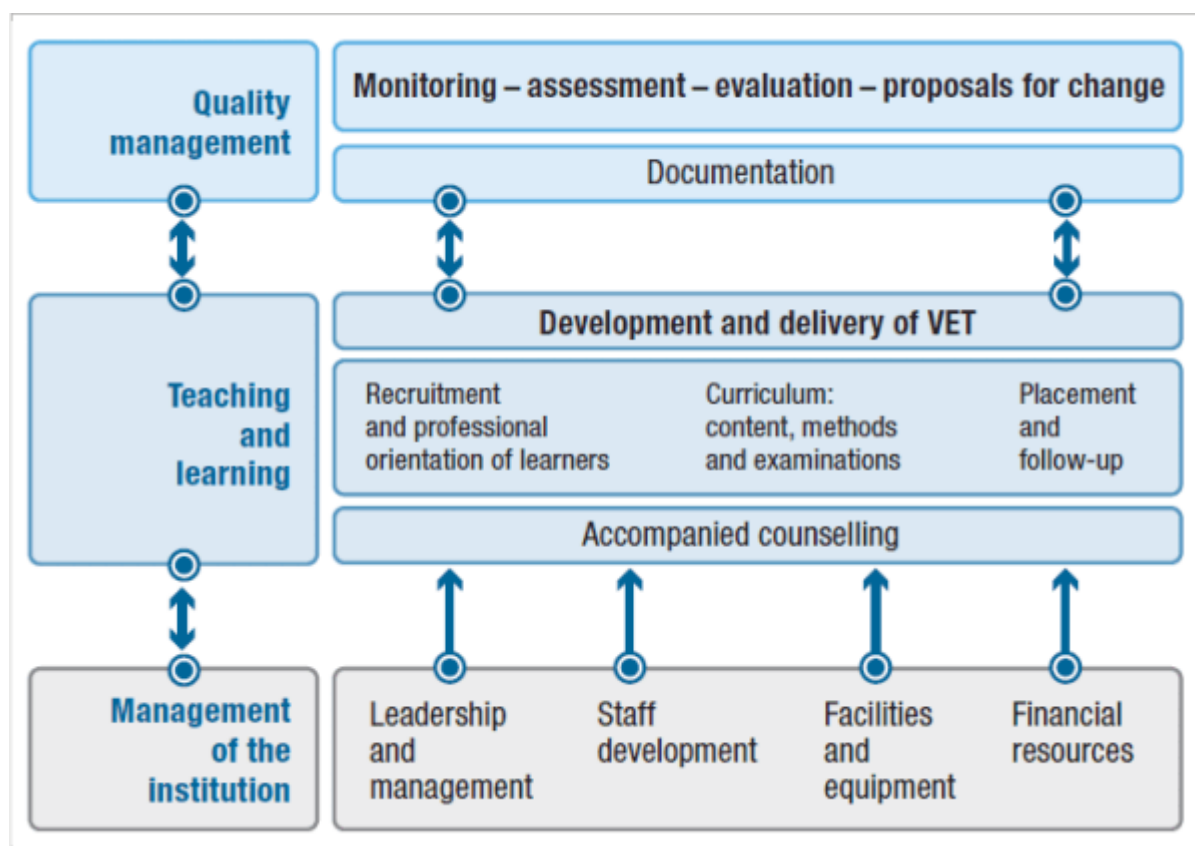 Quality
management
Monitoring – assessment – evaluation – proposals for change
Documentation
Teaching
and
learning
Development and delivery of VET
Recruitment
and professional
orientation of learners
Curriculum:
content, methods
and examinations
Placement
and
follow-up
Accompanied counselling
Management
of the
institution
Leadership
and
management
Staff
development
Facilities
and
equipment
Financial
resources